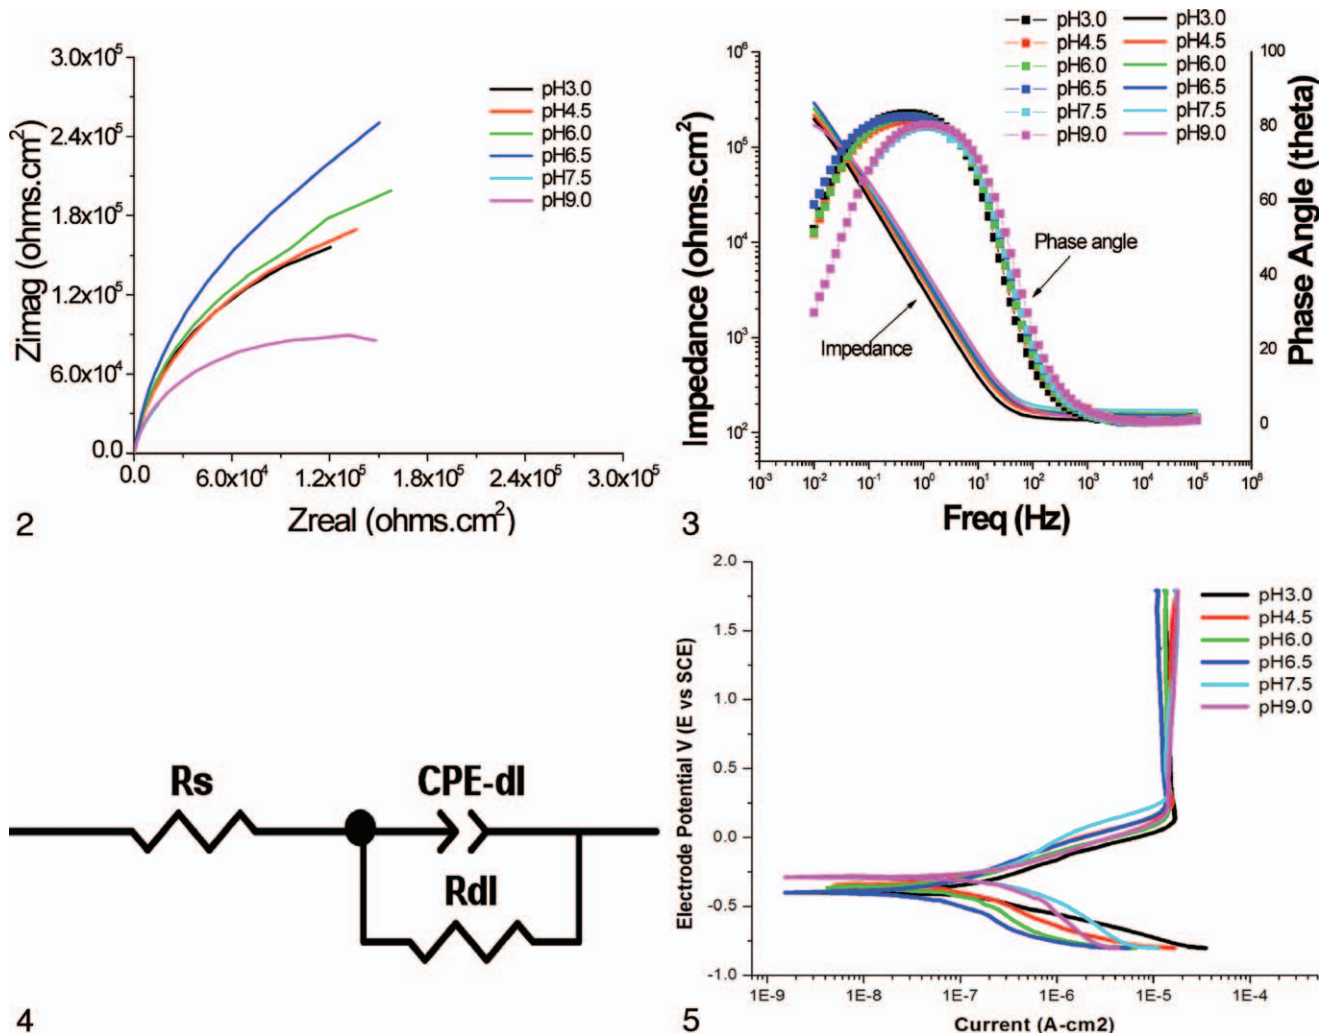 3.0x10⁵
2.4x10⁵
1.8x10⁵
1.2x10⁵
6.0x10⁴
0.0
Zimag (ohms.cm²)
0.0
6.0x10⁴
1.2x10⁵
1.8x10⁵
2.4x10⁵
3.0x10⁵
Zreal (ohms.cm²)
pH3.0
pH4.5
pH6.0
pH6.5
pH7.5
pH9.0
2
pH3.0
pH4.5
pH6.0
pH6.5
pH7.5
pH9.0
pH3.0
pH4.5
pH6.0
pH6.5
pH7.5
pH9.0
10⁶
10⁵
10⁴
10³
10²
Impedance (ohms.cm²)
100
80
60
40
20
0
Phase Angle (theta)
Phase angle
Impedance
10⁻³
10⁻²
10⁻¹
10⁰
10¹
10²
10³
10⁴
10⁵
10⁶
Freq (Hz)
3
Rs
CPE-dl
Rdl
4
2.0
1.5
1.0
0.5
0.0
-0.5
-1.0
Electrode Potential V (E vs SCE)
pH3.0
pH4.5
pH6.0
pH6.5
pH7.5
pH9.0
1E-9
1E-8
1E-7
1E-6
1E-5
1E-4
Current (A-cm2)
5